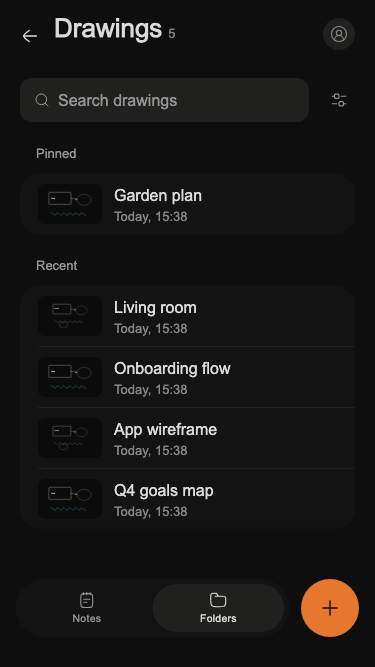 Drawings 5
Search drawings
Pinned
Garden plan
Today, 15:38
Recent
Living room
Today, 15:38
Onboarding flow
Today, 15:38
App wireframe
Today, 15:38
Q4 goals map
Today, 15:38
Notes
Folders